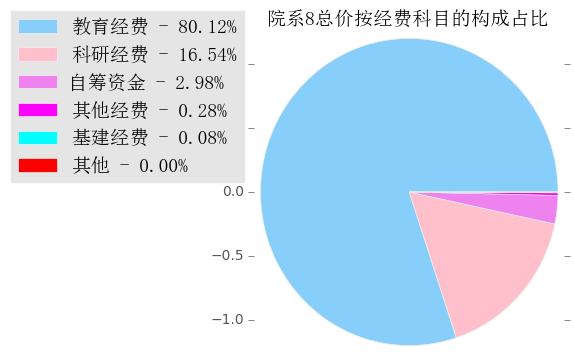 院系8总价按经费科目的构成占比
教育经费 - 80.12%
科研经费 - 16.54%
自筹资金 - 2.98%
其他经费 - 0.28%
基建经费 - 0.08%
其他 - 0.00%
0.0
−0.5
−1.0